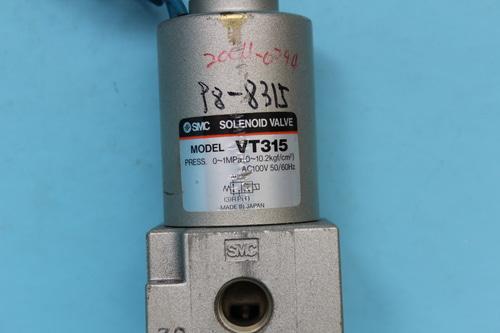 20011-0290
P8-8315
SMC SOLENOID VALVE
MODEL VT315
PRESS. 0~1MPa(0~10.2kgf/cm²)
AC100V 50/60Hz
MADE IN JAPAN
SMC